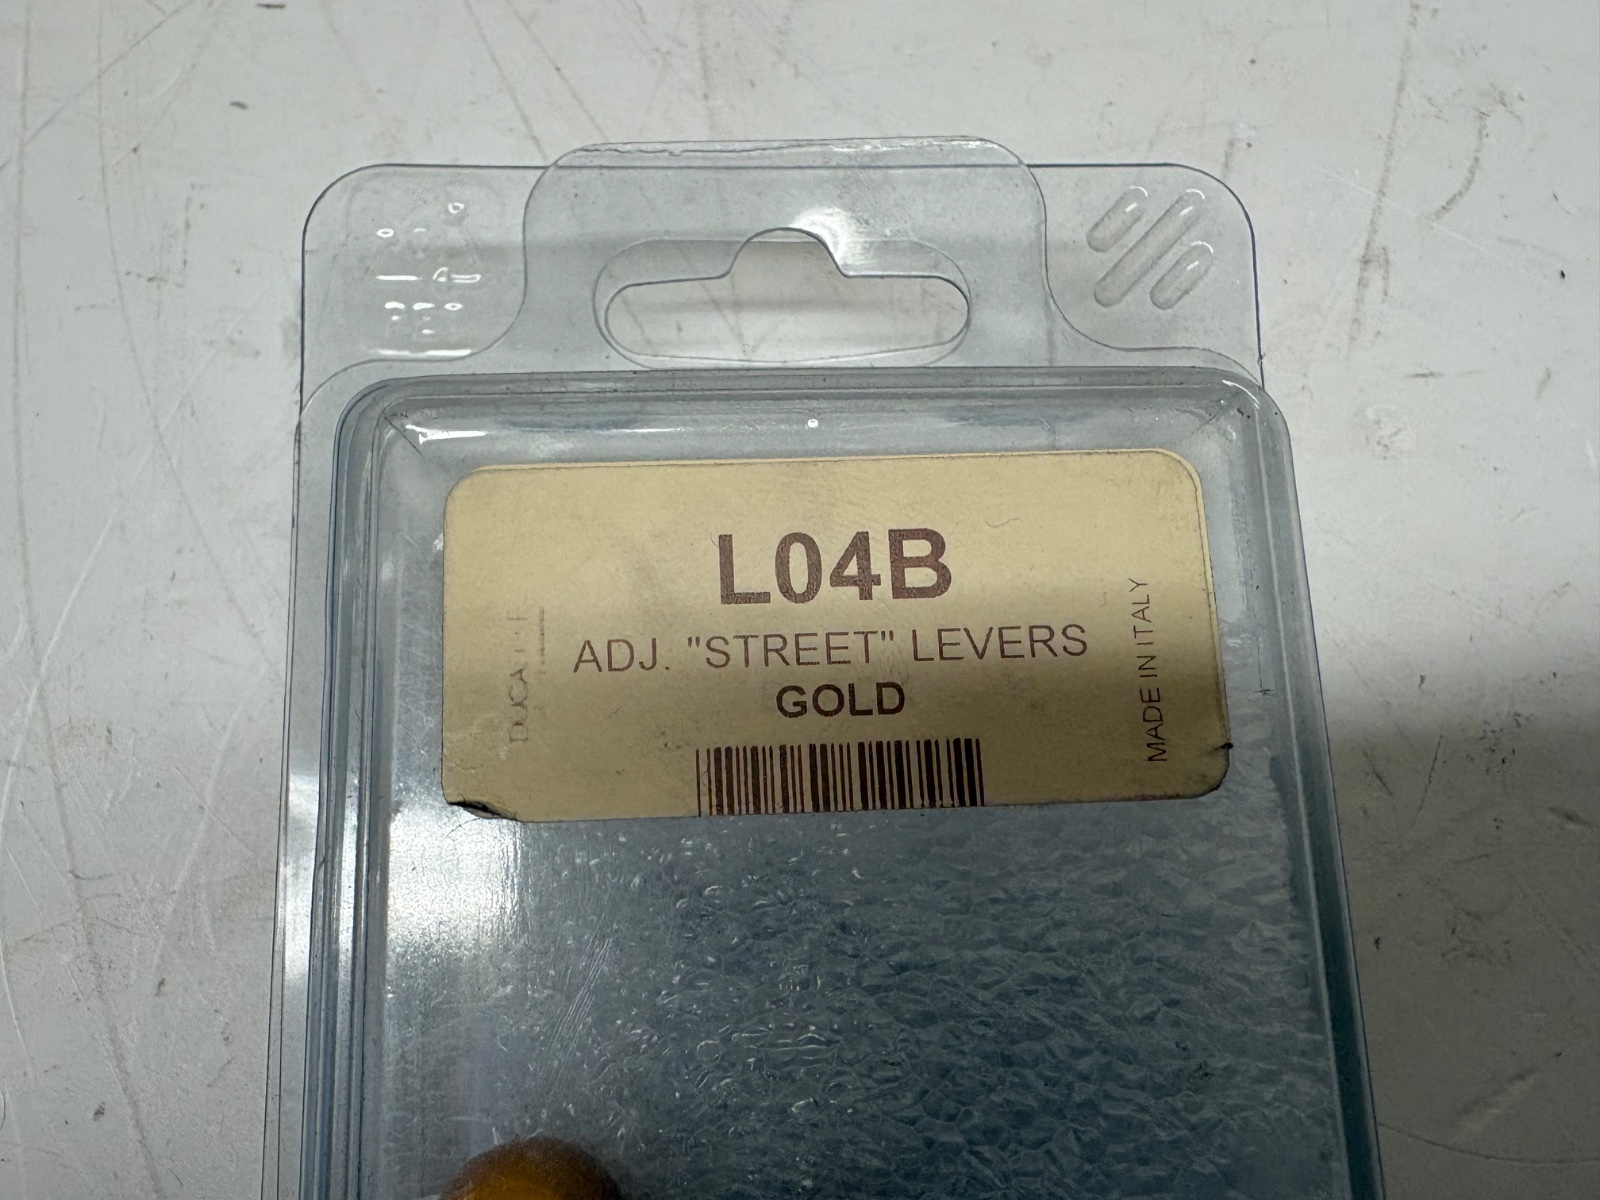 L04B
ADJ. "STREET" LEVERS
GOLD
MADE IN ITALY